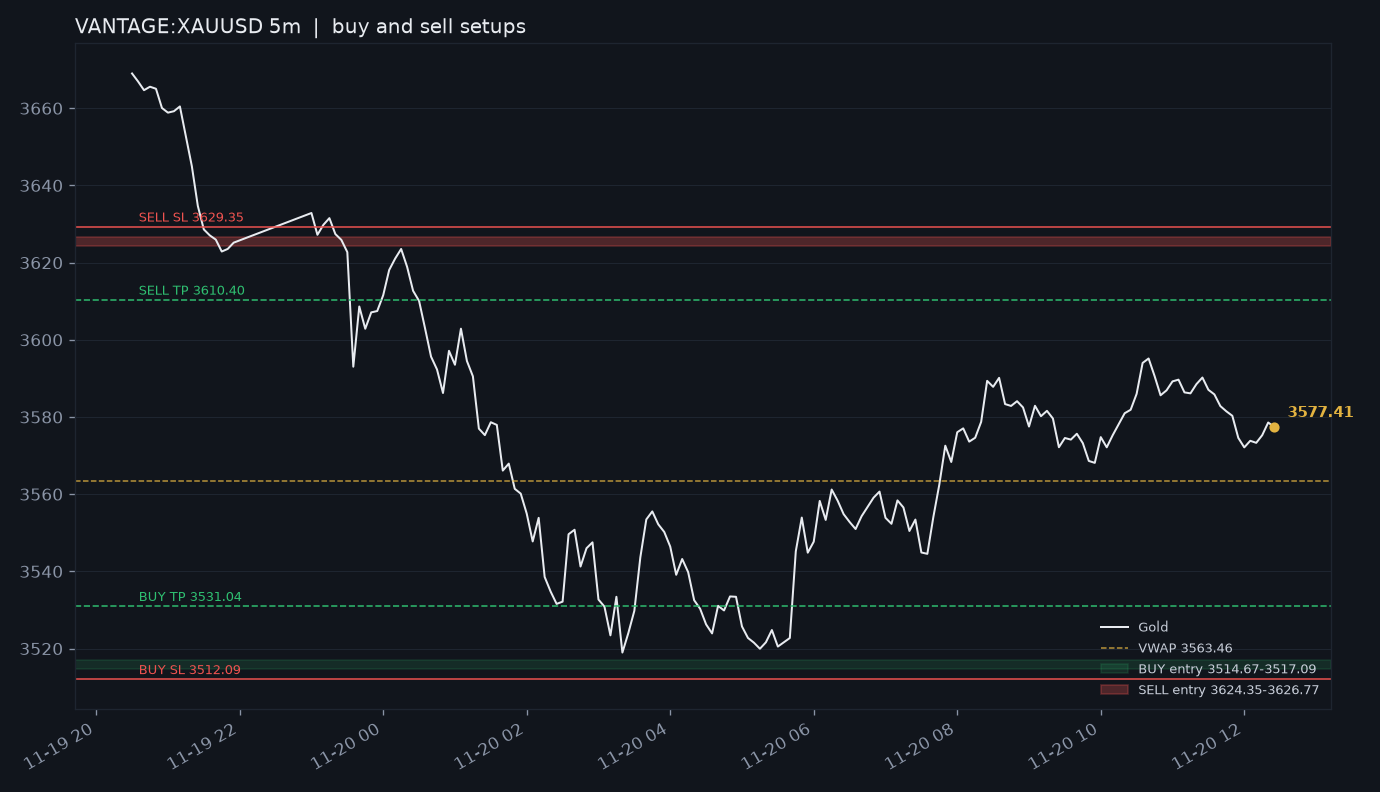 VANTAGE:XAUUSD 5m | buy and sell setups
3660
3640
3620
3600
3580
3560
3540
3520
SELL SL 3629.35
SELL TP 3610.40
3577.41
BUY TP 3531.04
BUY SL 3512.09
Gold
VWAP 3563.46
BUY entry 3514.67-3517.09
SELL entry 3624.35-3626.77
11-19 20
11-19 22
11-20 00
11-20 02
11-20 04
11-20 06
11-20 08
11-20 10
11-20 12